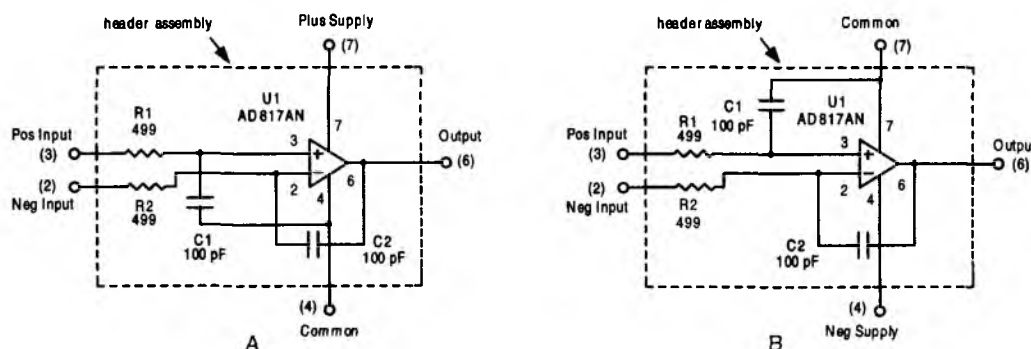 header assembly
Plus Supply
(7)
U1
AD817AN
R1
499
Pos Input
(3)
3
7
+
Output
(6)
(2)
Neg Input
2
4
6
R2
499
C1
100 pF
C2
100 pF
(4)
Common
A
header assembly
Common
(7)
C1
100 pF
U1
AD817AN
R1
499
Pos Input
(3)
3
7
+
Output
(6)
(2)
Neg Input
2
4
6
R2
499
C2
100 pF
(4)
Neg Supply
B